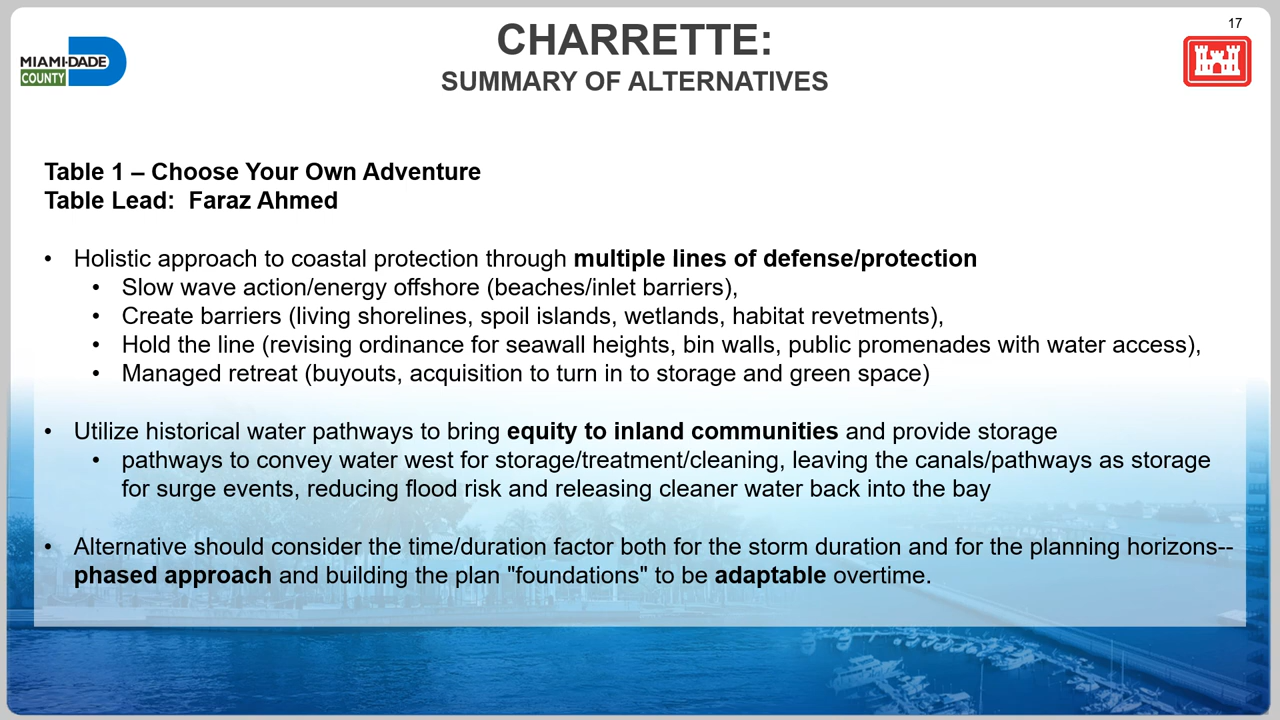 17
CHARRETTE:
SUMMARY OF ALTERNATIVES
MIAMI-DADE
COUNTY
Table 1 – Choose Your Own Adventure
Table Lead:  Faraz Ahmed
• Holistic approach to coastal protection through multiple lines of defense/protection
• Slow wave action/energy offshore (beaches/inlet barriers),
• Create barriers (living shorelines, spoil islands, wetlands, habitat revetments),
• Hold the line (revising ordinance for seawall heights, bin walls, public promenades with water access),
• Managed retreat (buyouts, acquisition to turn in to storage and green space)
• Utilize historical water pathways to bring equity to inland communities and provide storage
• pathways to convey water west for storage/treatment/cleaning, leaving the canals/pathways as storage
for surge events, reducing flood risk and releasing cleaner water back into the bay
• Alternative should consider the time/duration factor both for the storm duration and for the planning horizons--
phased approach and building the plan "foundations" to be adaptable overtime.